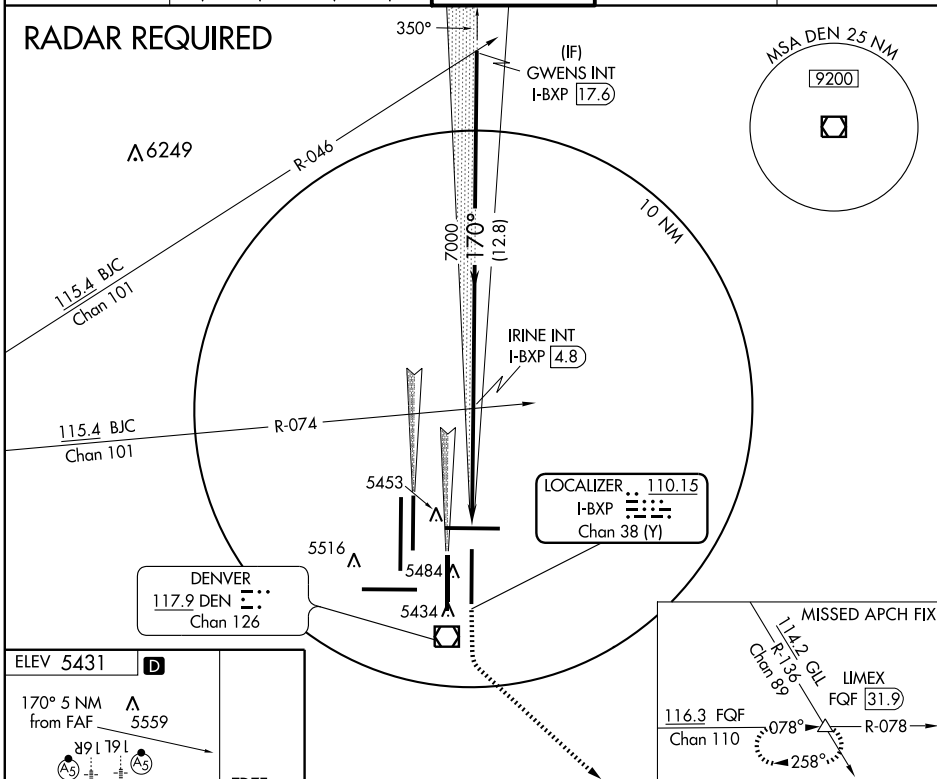 RADAR REQUIRED
350°
(IF)
GWENS INT
I-BXP 17.6
MSA DEN 25 NM
9200
6249
R-046
10 NM
7000
170°
(12.8)
115.4 BJC
Chan 101
IRINE INT
I-BXP 4.8
115.4 BJC
Chan 101
R-074
5453
LOCALIZER 110.15
I-BXP
Chan 38 (Y)
5516
5484
DENVER
117.9 DEN
Chan 126
5434
MISSED APCH FIX
114.2 GLL
R-136
Chan 89
LIMEX
FQF 31.9
116.3 FQF
Chan 110
078°
R-078
258°
ELEV 5431
D
170° 5 NM
from FAF
5559
16R 16L
A5
A5